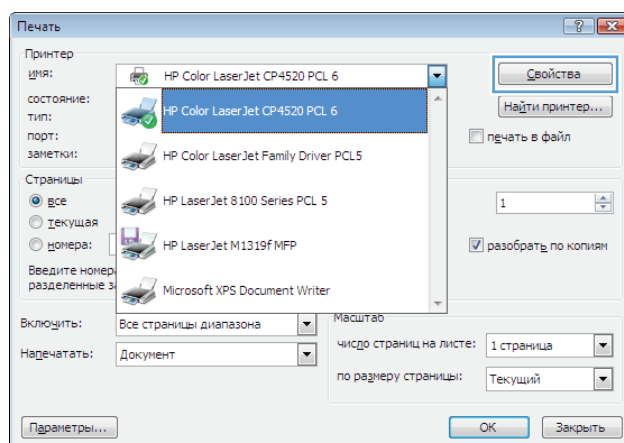 Печать
Принтер
имя:
HP Color LaserJet CP4520 PCL 6
Свойства
состояние:
HP Color LaserJet CP4520 PCL 6
Найти принтер...
тип:
порт:
HP Color LaserJet Family Driver PCL5
печать в файл
заметки:
Страницы
HP LaserJet 8100 Series PCL 5
все
1
текущая
номера:
HP LaserJet M1319f MFP
разобрать по копиям
Введите
разделенные
Microsoft XPS Document Writer
Включить:
Все страницы диапазона
Масштаб
Напечатать:
Документ
число страниц на листе:
1 страница
по размеру страницы:
Текущий
Параметры...
OK
Закрыть